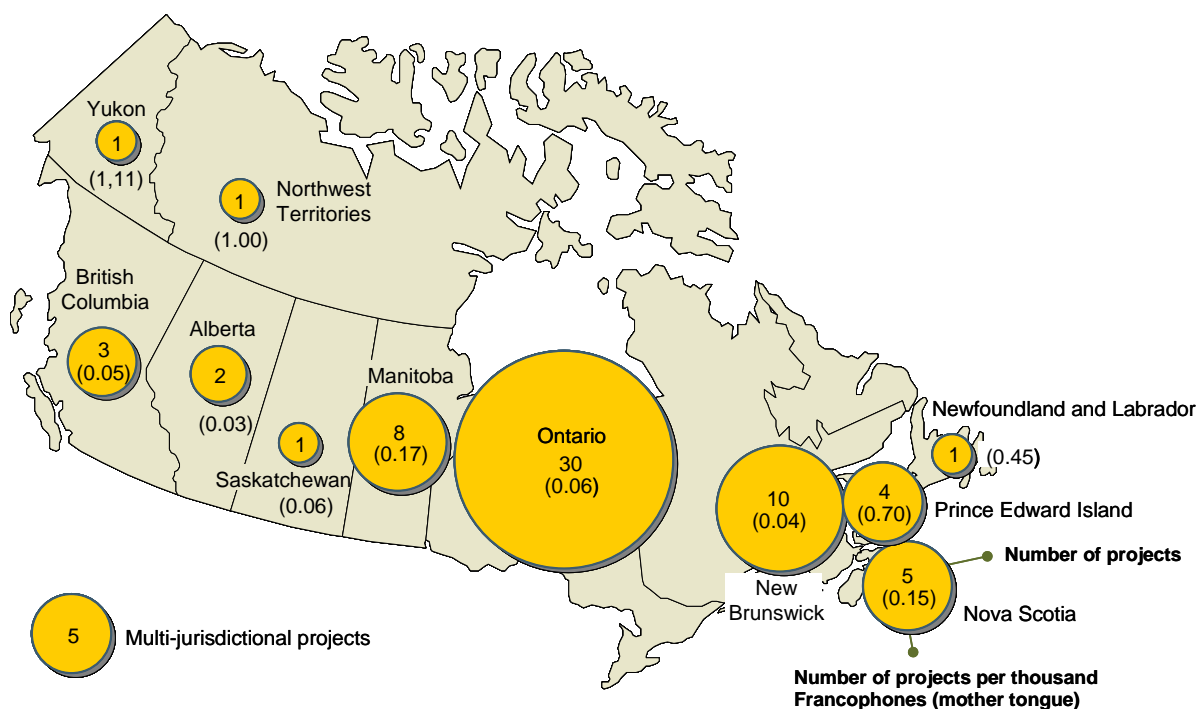 Yukon
1
(1,11)
1
Northwest
Territories
(1.00)
British
Columbia
3
(0.05)
Alberta
2
(0.03)
1
Saskatchewan
(0.06)
Manitoba
8
(0.17)
Ontario
30
(0.06)
10
(0.04)
New
Brunswick
Newfoundland and Labrador
1
(0.45)
4
(0.70)
Prince Edward Island
Number of projects
5
(0.15)
Nova Scotia
Number of projects per thousand
Francophones (mother tongue)
5
Multi-jurisdictional projects